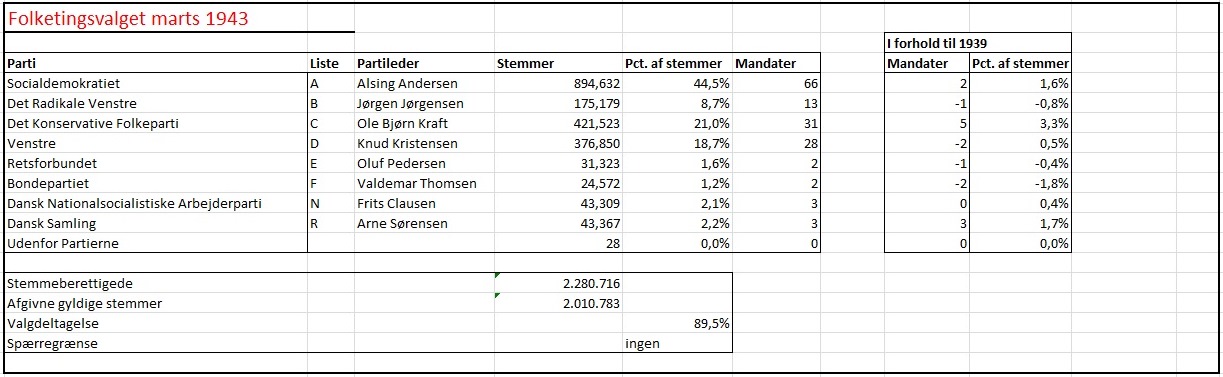 Folketingsvalget marts 1943
I forhold til 1939
Parti Liste Partileder Stemmer Pct. af stemmer Mandater Mandater Pct. af stemmer
Socialdemokratiet A Alsing Andersen 894,632 44,5% 66 2 1,6%
Det Radikale Venstre B Jørgen Jørgensen 175,179 8,7% 13 -1 -0,8%
Det Konservative Folkeparti C Ole Bjørn Kraft 421,523 21,0% 31 5 3,3%
Venstre D Knud Kristensen 376,850 18,7% 28 -2 0,5%
Retsforbundet E Oluf Pedersen 31,323 1,6% 2 -1 -0,4%
Bondepartiet F Valdemar Thomsen 24,572 1,2% 2 -2 -1,8%
Dansk Nationalsocialistiske Arbejderparti N Frits Clausen 43,309 2,1% 3 0 0,4%
Dansk Samling R Arne Sørensen 43,367 2,2% 3 3 1,7%
Udenfor Partierne 28 0,0% 0 0 0,0%
Stemmeberettigede 2.280.716
Afgivne gyldige stemmer 2.010.783
Valgdeltagelse 89,5%
Spærregrænse ingen